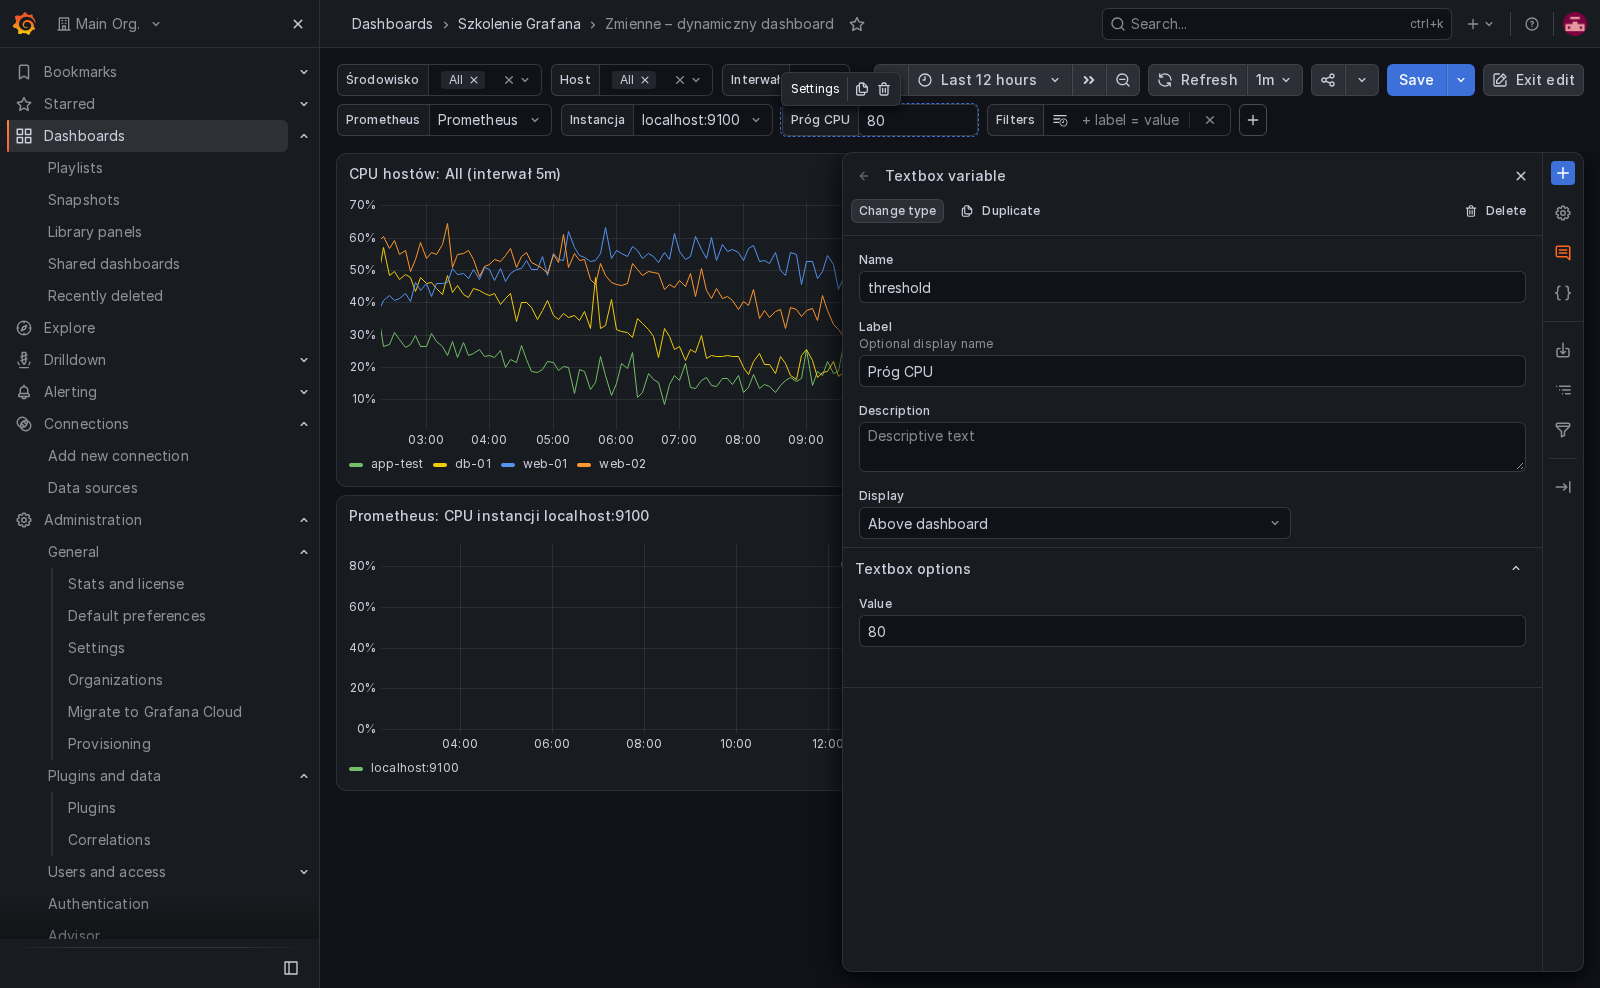 Main Org.
Bookmarks
Starred
Dashboards
Playlists
Snapshots
Library panels
Shared dashboards
Recently deleted
Explore
Drilldown
Alerting
Connections
Add new connection
Data sources
Administration
General
Stats and license
Default preferences
Settings
Organizations
Migrate to Grafana Cloud
Provisioning
Plugins and data
Plugins
Correlations
Users and access
Authentication
Advisor
Dashboards › Szkolenie Grafana › Zmienne – dynamiczny dashboard
Search... ctrl+k
Środowisko All Host All Interwał Last 12 hours Refresh 1m Save Exit edit
Settings
Prometheus Prometheus Instancja localhost:9100 Próg CPU 80 Filters + label = value
CPU hostów: All (interwał 5m)
70%
60%
50%
40%
30%
20%
10%
03:00 04:00 05:00 06:00 07:00 08:00 09:00
app-test db-01 web-01 web-02
Prometheus: CPU instancji localhost:9100
80%
60%
40%
20%
0%
04:00 06:00 08:00 10:00 12:00
localhost:9100
Textbox variable
Change type Duplicate Delete
Name
threshold
Label
Optional display name
Próg CPU
Description
Descriptive text
Display
Above dashboard
Textbox options
Value
80